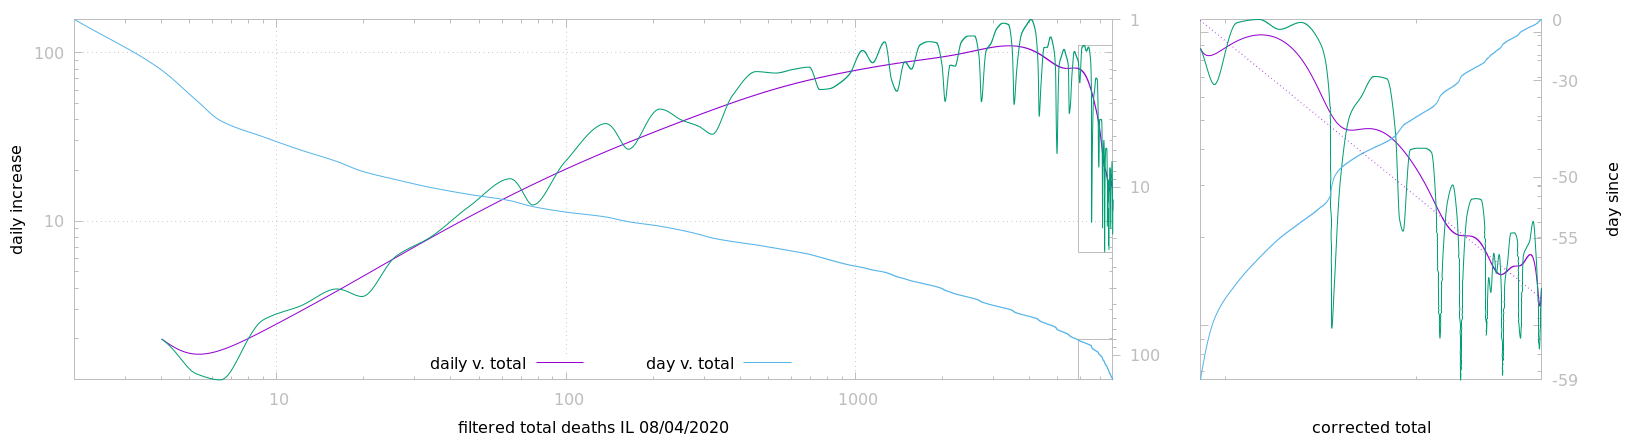 100
10
daily increase
daily v. total
day v. total
10
100
1000
filtered total deaths IL 08/04/2020
1
10
100
0
-30
-50
-55
-59
day since
corrected total